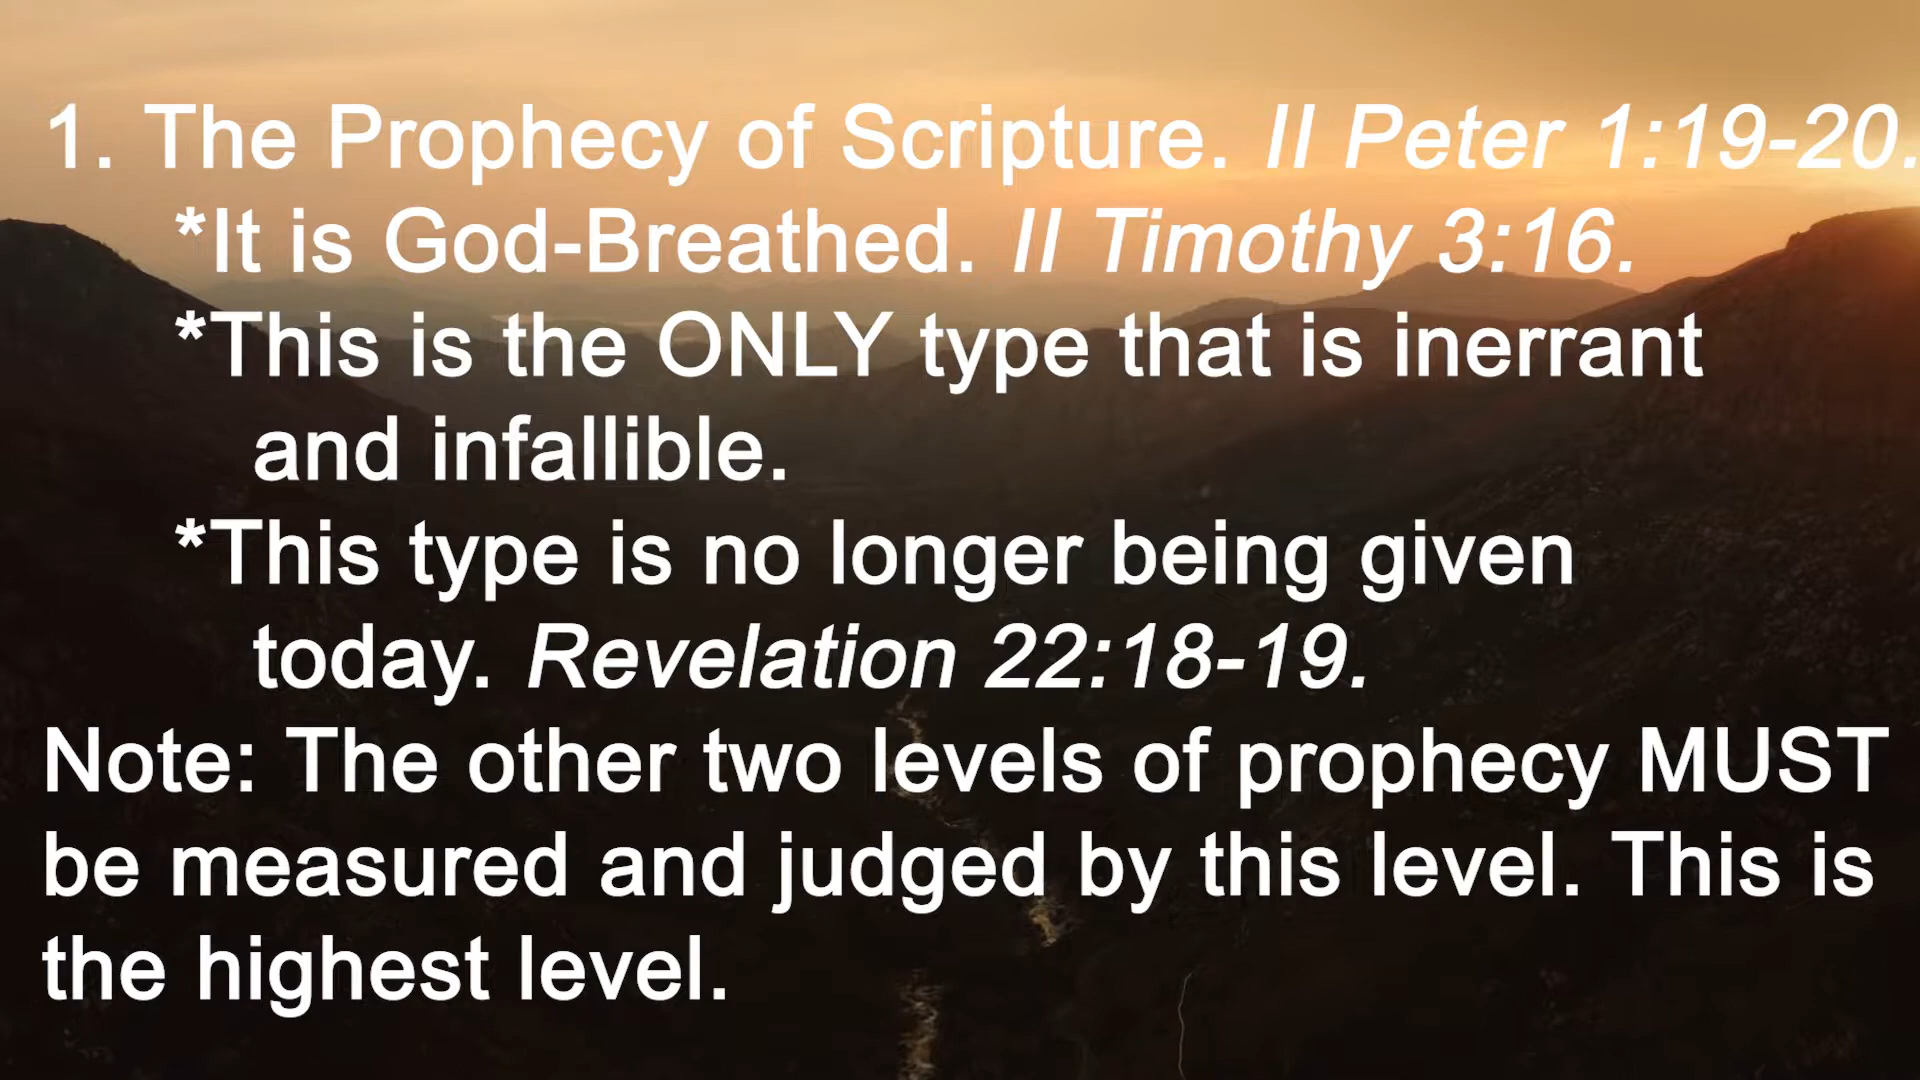 1. The Prophecy of Scripture. II Peter 1:19-20.
*It is God-Breathed. II Timothy 3:16.
*This is the ONLY type that is inerrant
and infallible.
*This type is no longer being given
today. Revelation 22:18-19.
Note: The other two levels of prophecy MUST
be measured and judged by this level. This is
the highest level.